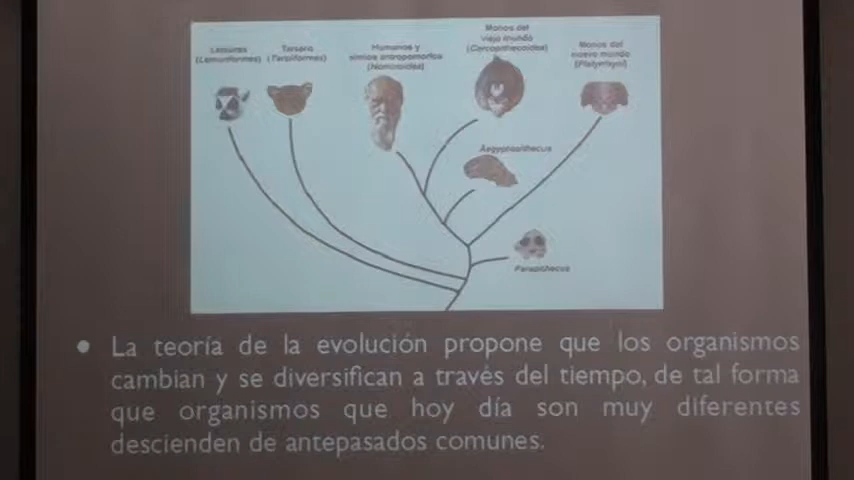 Lemures
(Lemuriformes)
Tarsero
(Tarsiiformes)
Humanos y
simios antropomorfos
(Hominoidea)
Monos del
viejo mundo
(Cercopithecoidea)
Monos del
nuevo mundo
(Platyrrhyni)
Aegyptopithecus
Parapithecus
● La teoría de la evolución propone que los organismos
cambian y se diversifican a través del tiempo, de tal forma
que organismos que hoy día son muy diferentes
descienden de antepasados comunes.